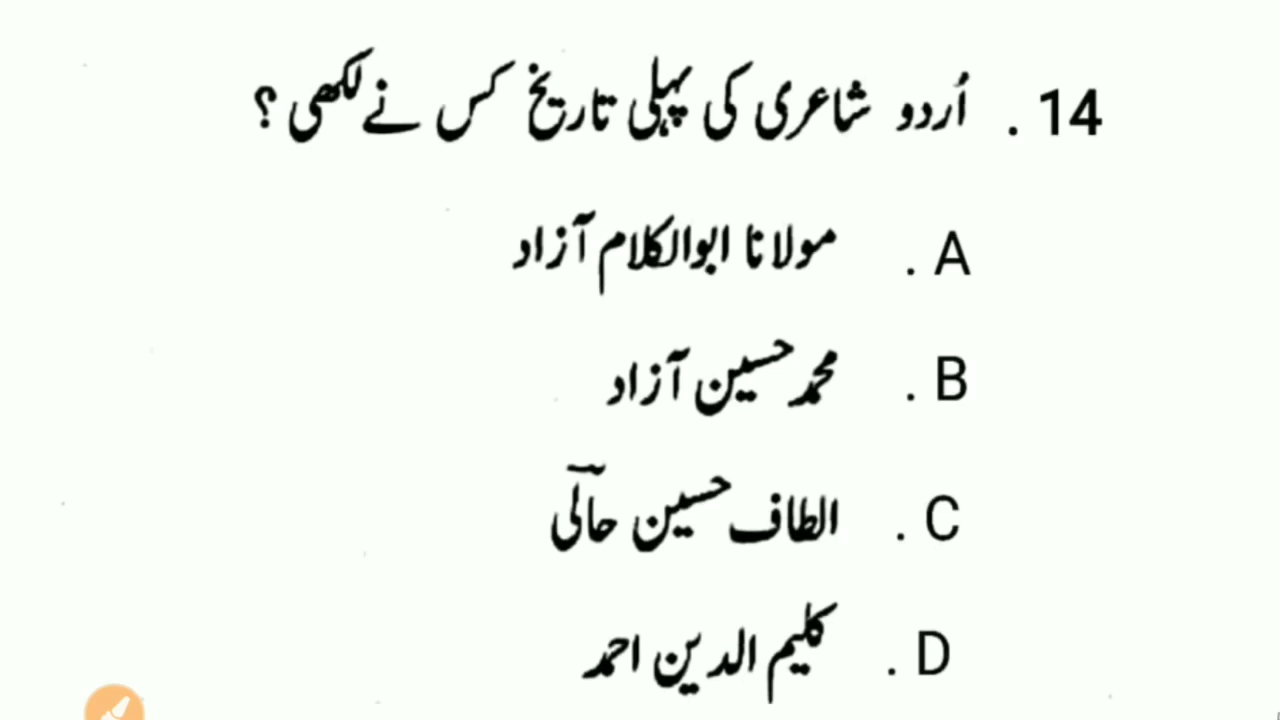 14 . اُردو شاعری کی پہلی تاریخ کس نے لکھی ؟
A . مولانا ابوالکلام آزاد
B . محمد حسین آزاد
C . الطاف حسین حالؔی
D . کلیم الدین احمد